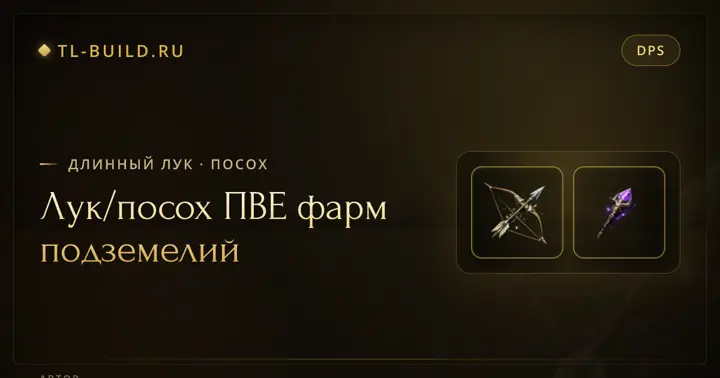 TL-BUILD.RU
DPS
ДЛИННЫЙ ЛУК · ПОСОХ
Лук/посох ПВЕ фарм
подземелий